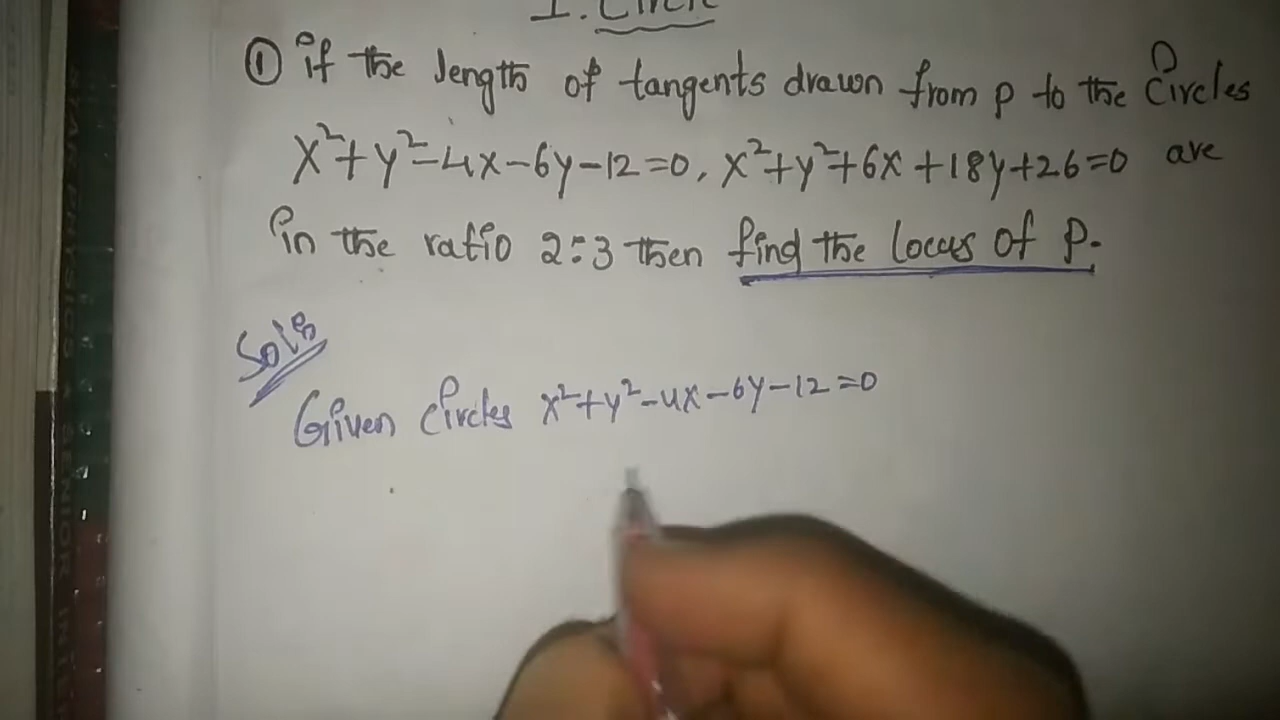 I. Circle
① if the length of tangents drawn from p to the Circles
x²+y²-4x-6y-12=0, x²+y²+6x+18y+26=0 are
in the ratio 2:3 then find the locus of P.
Sol:
Given circles x²+y²-4x-6y-12=0